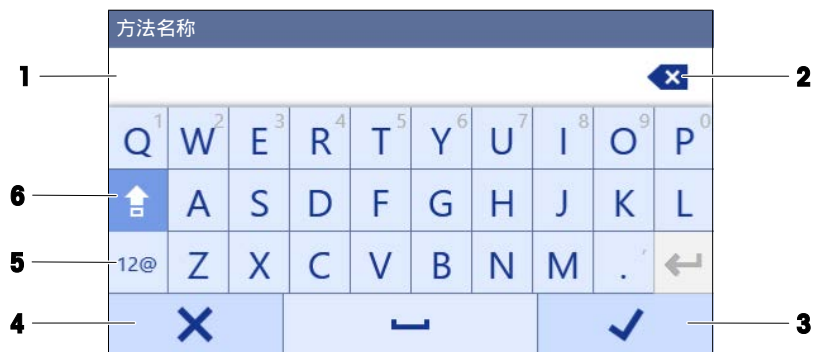 方法名称
1
2
Q 1 W 2 E 3 R 4 T 5 Y 6 U 7 I 8 O 9 P 0
6
A S D F G H J K L
5
12@ Z X C V B N M . ′
4
3